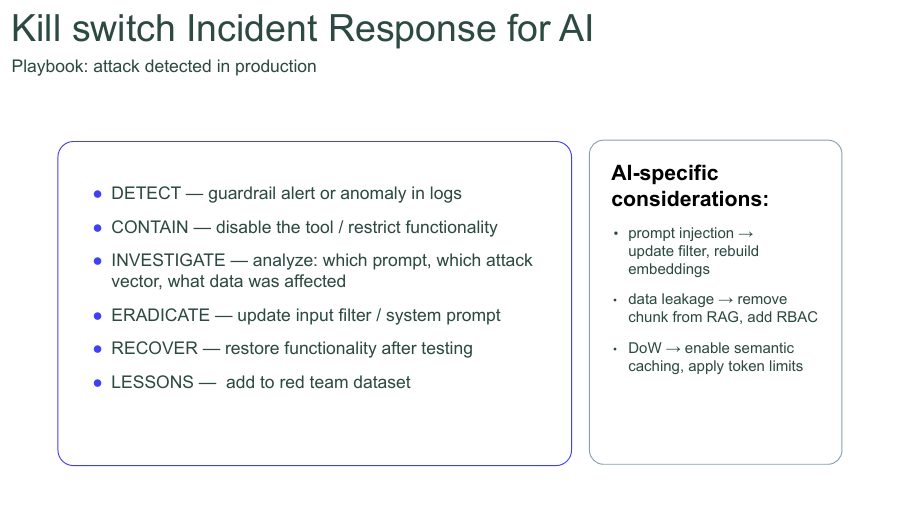 Kill switch Incident Response for AI
Playbook: attack detected in production
● DETECT — guardrail alert or anomaly in logs
● CONTAIN — disable the tool / restrict functionality
● INVESTIGATE — analyze: which prompt, which attack
vector, what data was affected
● ERADICATE — update input filter / system prompt
● RECOVER — restore functionality after testing
● LESSONS —  add to red team dataset
AI-specific
considerations:
• prompt injection →
update filter, rebuild
embeddings
• data leakage → remove
chunk from RAG, add RBAC
• DoW → enable semantic
caching, apply token limits